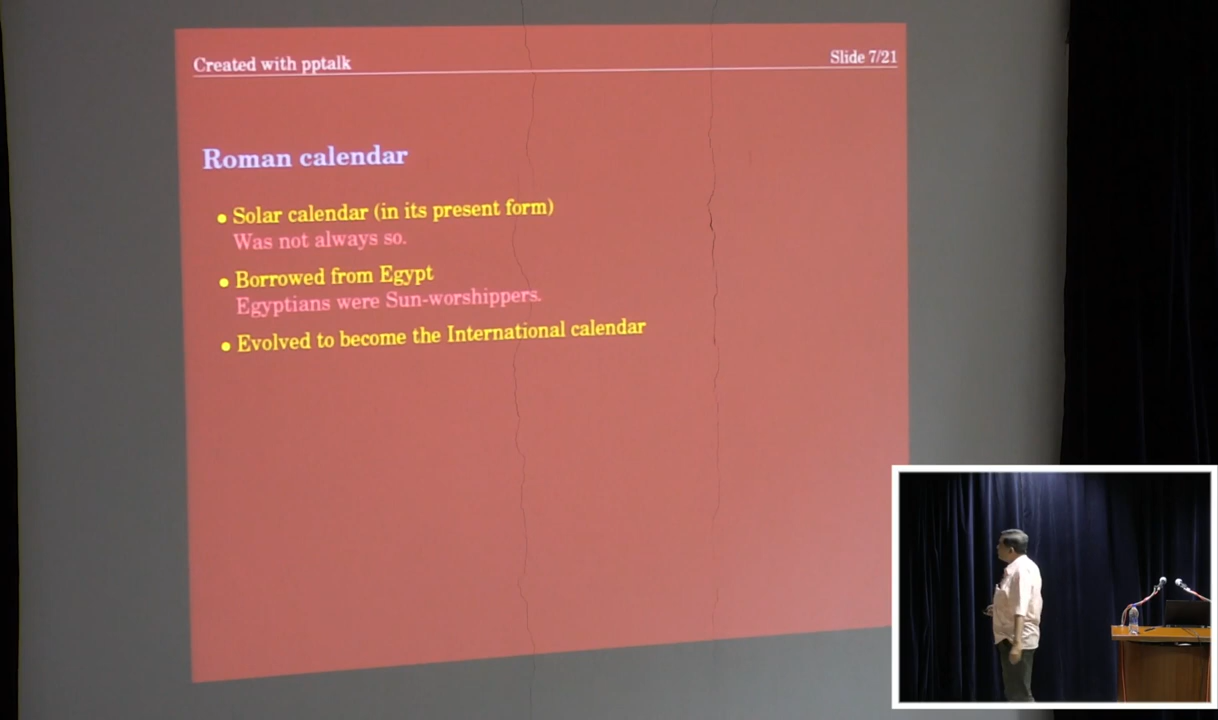 Created with pptalk
Slide 7/21
Roman calendar
• Solar calendar (in its present form)
Was not always so.
• Borrowed from Egypt
Egyptians were Sun-worshippers.
• Evolved to become the International calendar